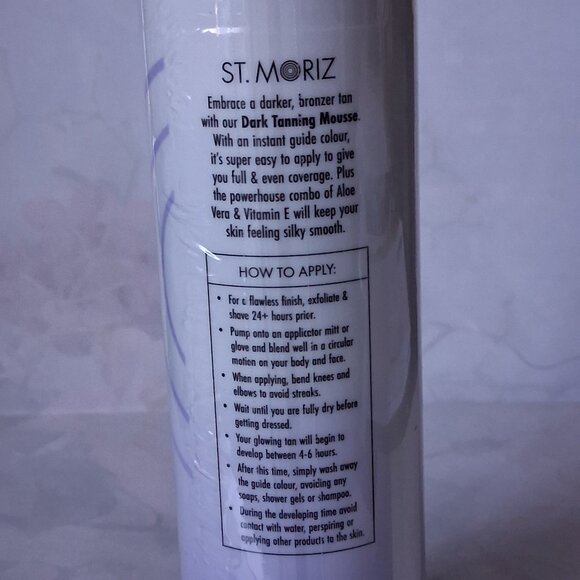 ST. MORIZ
Embrace a darker, bronzer tan
with our Dark Tanning Mousse.
With an instant guide colour,
it's super easy to apply to give
you full & even coverage. Plus
the powerhouse combo of Aloe
Vera & Vitamin E will keep your
skin feeling silky smooth.
HOW TO APPLY:
• For a flawless finish, exfoliate &
shave 24+ hours prior.
• Pump onto an applicator mitt or
glove and blend well in a circular
motion on your body and face.
• When applying, bend knees and
elbows to avoid streaks.
• Wait until you are fully dry before
getting dressed.
• Your glowing tan will begin to
develop between 4-6 hours.
• After this time, simply wash away
the guide colour, avoiding any
soaps, shower gels or shampoo.
• During the developing time avoid
contact with water, perspiring or
applying other products to the skin.